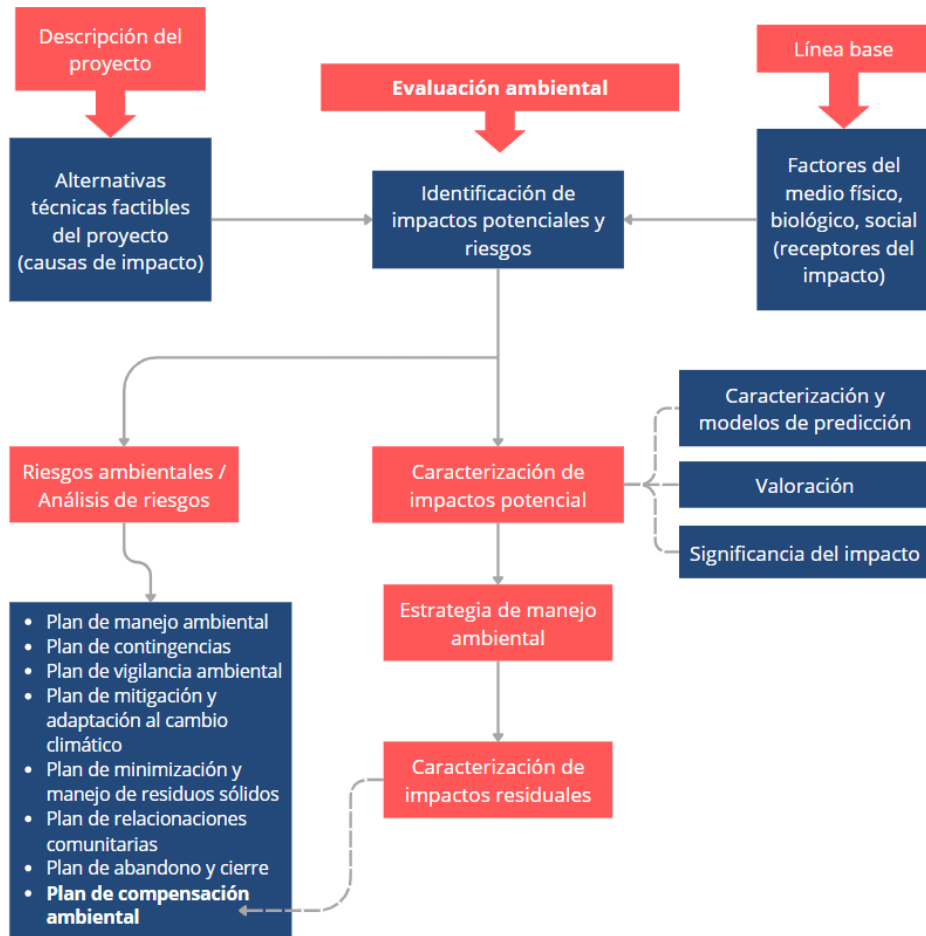 Descripción del
proyecto
Evaluación ambiental
Línea base
Alternativas
técnicas factibles
del proyecto
(causas de impacto)
Identificación de
impactos potenciales y
riesgos
Factores del
medio físico,
biológico, social
(receptores del
impacto)
Riesgos ambientales /
Análisis de riesgos
Caracterización de
impactos potencial
Caracterización y
modelos de predicción
Valoración
Significancia del impacto
Estrategia de manejo
ambiental
Caracterización de
impactos residuales
• Plan de manejo ambiental
• Plan de contingencias
• Plan de vigilancia ambiental
• Plan de mitigación y
adaptación al cambio
climático
• Plan de minimización y
manejo de residuos sólidos
• Plan de relacionaciones
comunitarias
• Plan de abandono y cierre
• Plan de compensación
ambiental